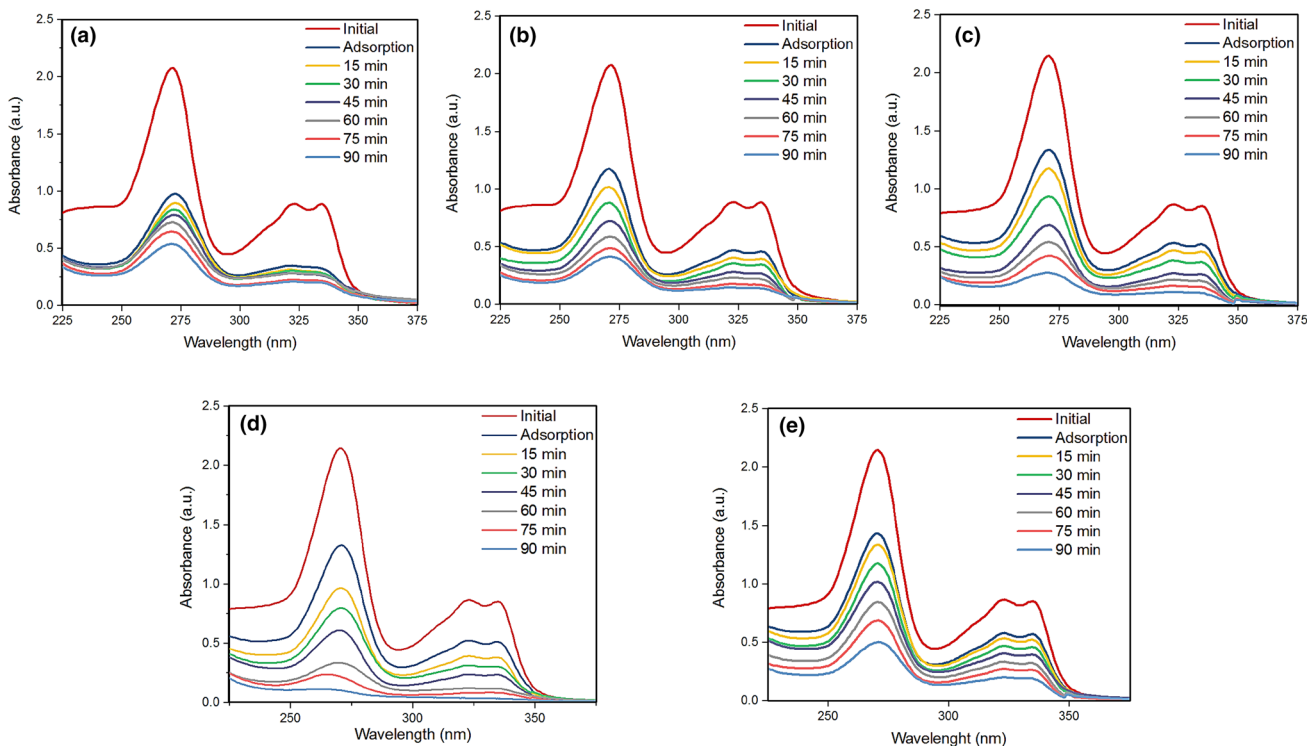 (a)
Initial
Adsorption
15 min
30 min
45 min
60 min
75 min
90 min
2.5
2.0
1.5
1.0
0.5
0.0
Absorbance (a.u.)
225 250 275 300 325 350 375
Wavelength (nm)
(b)
Initial
Adsorption
15 min
30 min
45 min
60 min
75 min
90 min
2.5
2.0
1.5
1.0
0.5
0.0
Absorbance (a.u.)
225 250 275 300 325 350 375
Wavelength (nm)
(c)
Initial
Adsorption
15 min
30 min
45 min
60 min
75 min
90 min
2.5
2.0
1.5
1.0
0.5
0.0
Absorbance (a.u.)
225 250 275 300 325 350 375
Wavelength (nm)
(d)
Initial
Adsorption
15 min
30 min
45 min
60 min
75 min
90 min
2.5
2.0
1.5
1.0
0.5
0.0
Absorbance (a.u.)
250 300 350
Wavelength (nm)
(e)
Initial
Adsorption
15 min
30 min
45 min
60 min
75 min
90 min
2.5
2.0
1.5
1.0
0.5
0.0
Absorbance (a.u.)
250 300 350
Wavelenght (nm)